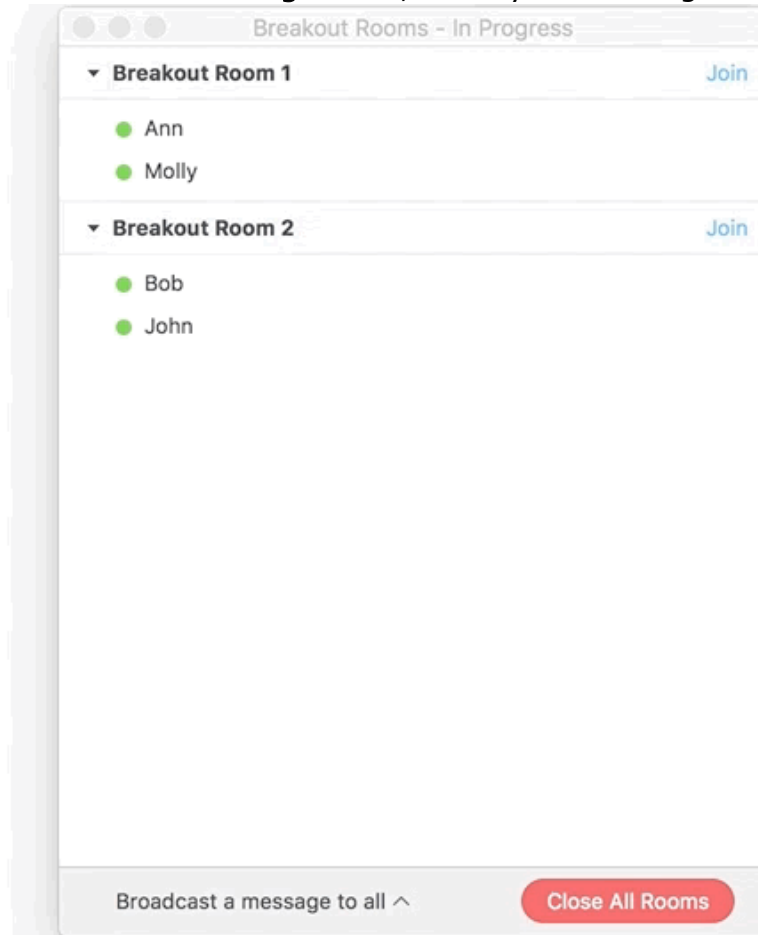 Breakout Rooms - In Progress
Breakout Room 1 Join
Ann
Molly
Breakout Room 2 Join
Bob
John
Broadcast a message to all
Close All Rooms